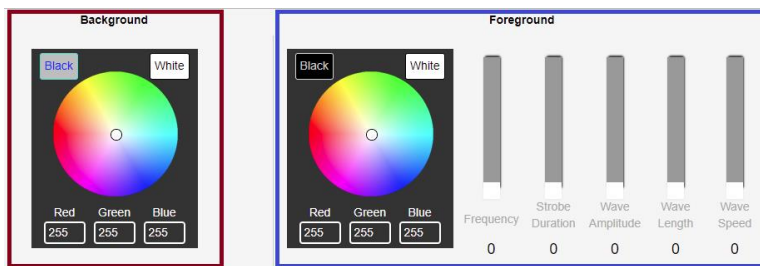 Background
Black White
Red Green Blue
255 255 255
Foreground
Black White
Red Green Blue
255 255 255
Frequency
Strobe Duration
Wave Amplitude
Wave Length
Wave Speed
0 0 0 0 0